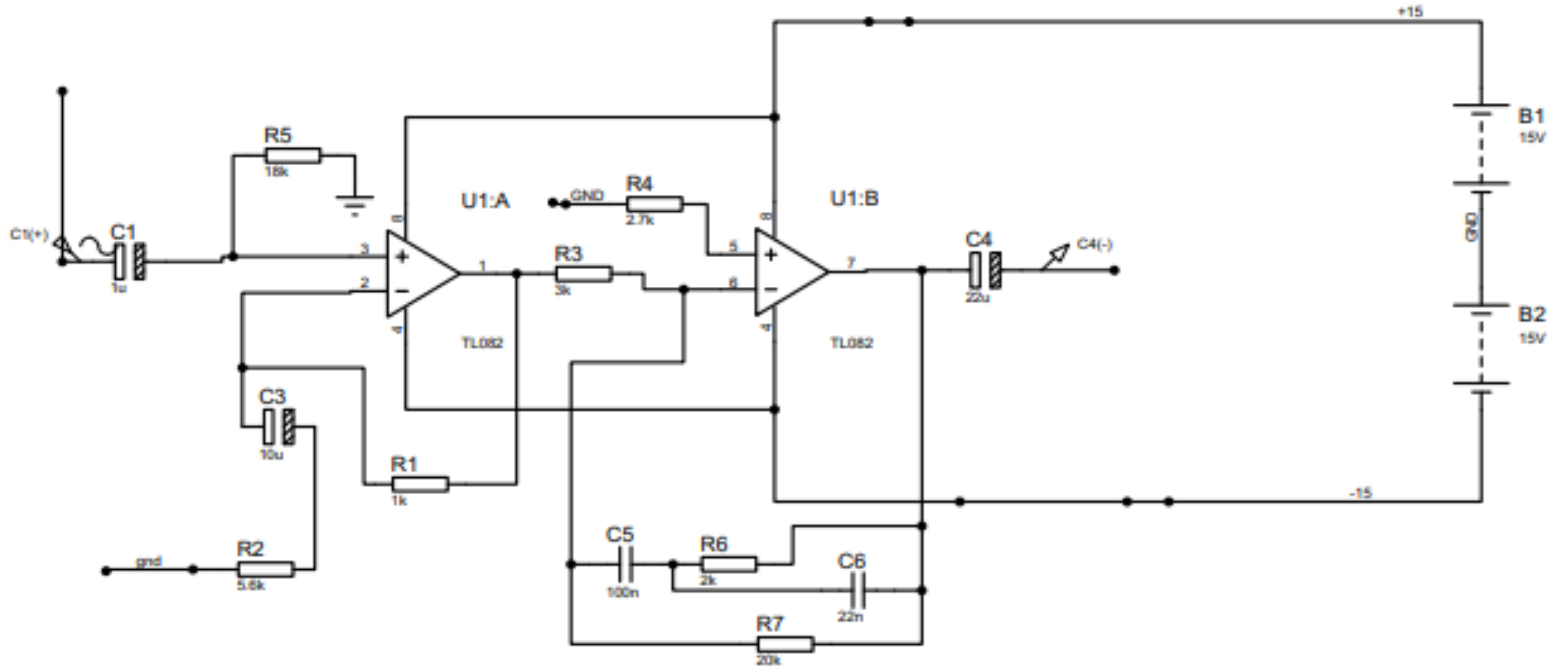 +15
B1
15V
R5
18k
C1(+)
C1
1u
U1:A
8
3
2
1
4
TL082
GND
R4
2.7k
U1:B
8
5
6
7
4
TL082
R3
3k
C4
22u
C4(-)
GND
B2
15V
C3
10u
R1
1k
-15
gnd
R2
5.6k
C5
100n
R6
2k
C6
22n
R7
20k